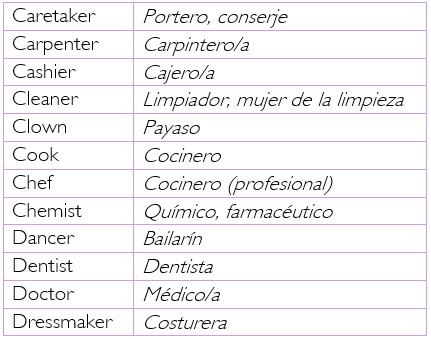 Caretaker Portero, conserje
Carpenter Carpintero/a
Cashier Cajero/a
Cleaner Limpiador, mujer de la limpieza
Clown Payaso
Cook Cocinero
Chef Cocinero (profesional)
Chemist Químico, farmacéutico
Dancer Bailarín
Dentist Dentista
Doctor Médico/a
Dressmaker Costurera